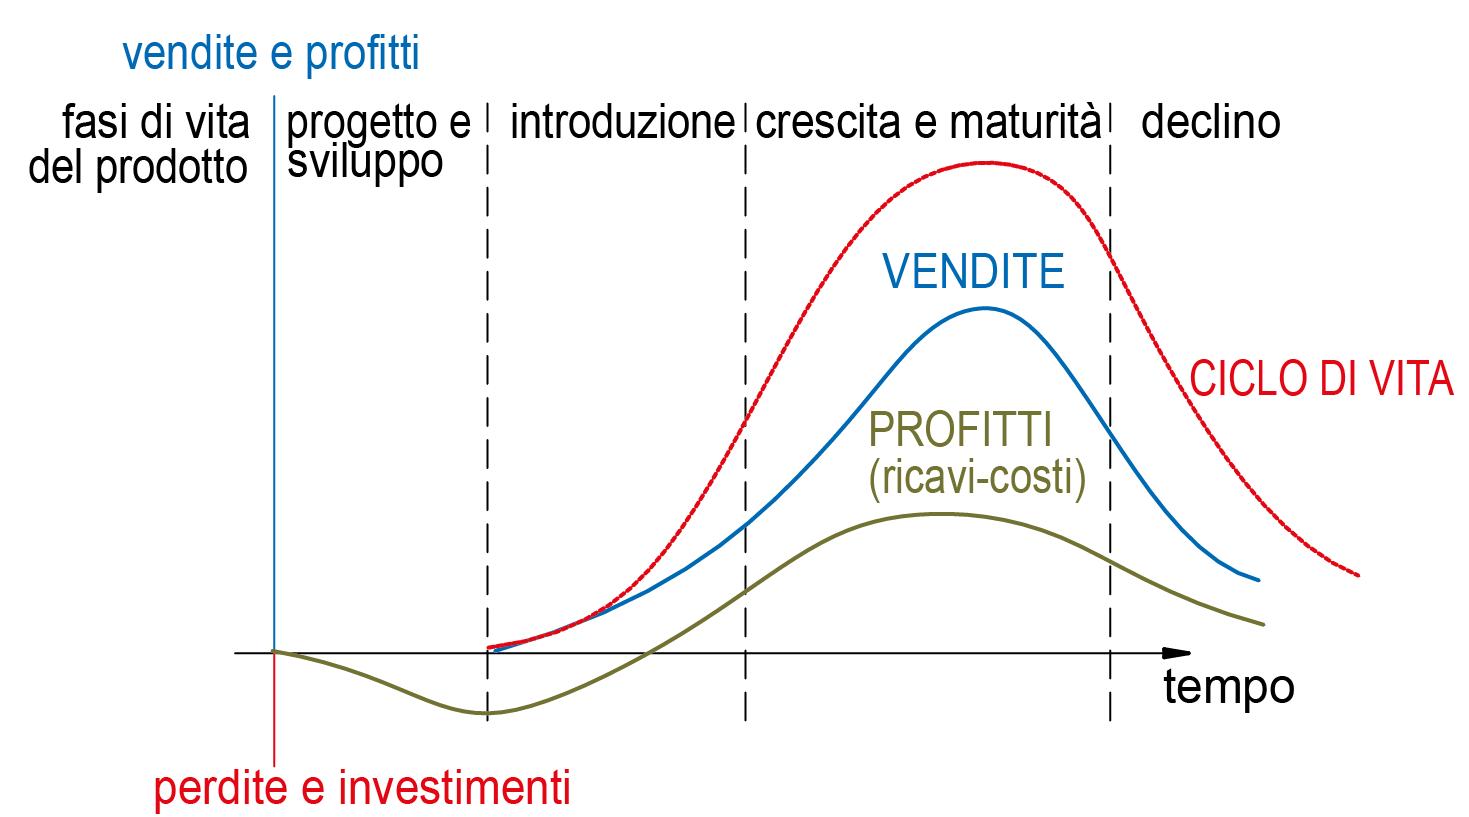 vendite e profitti
fasi di vita
del prodotto
progetto e
sviluppo
introduzione
crescita e maturità
declino
VENDITE
CICLO DI VITA
PROFITTI
(ricavi-costi)
tempo
perdite e investimenti